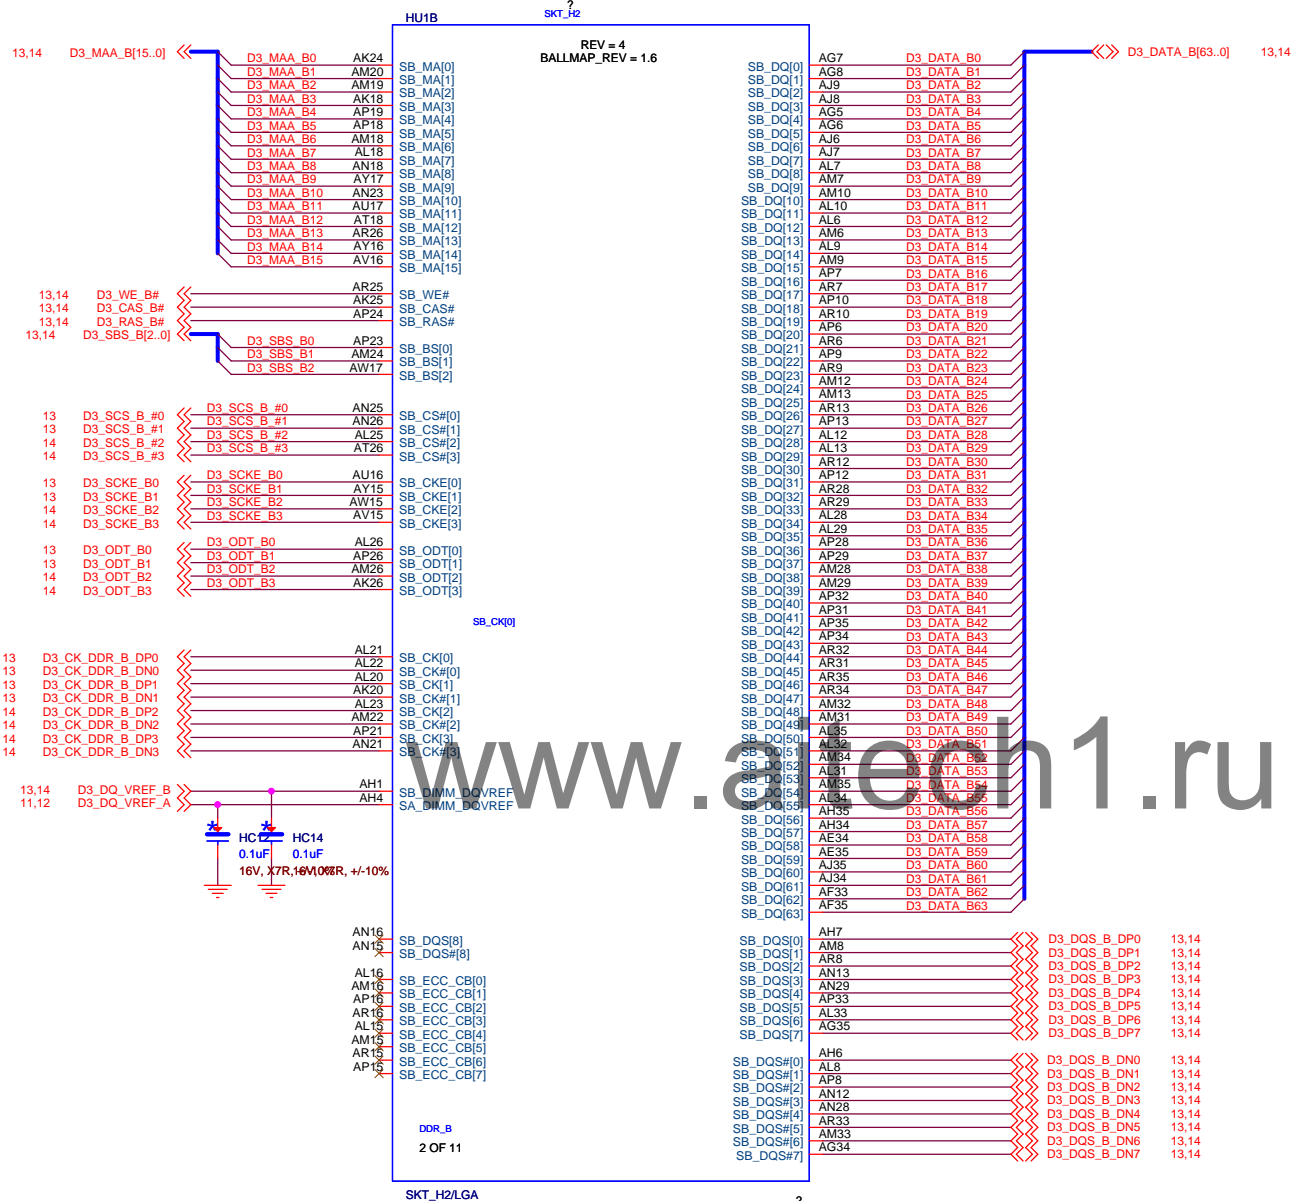 ?
HU1B
SKT_H2
REV = 4
BALLMAP_REV = 1.6
13,14 D3_MAA_B[15..0]
D3_MAA_B0 AK24 SB_MA[0]
D3_MAA_B1 AM20 SB_MA[1]
D3_MAA_B2 AM19 SB_MA[2]
D3_MAA_B3 AK18 SB_MA[3]
D3_MAA_B4 AP19 SB_MA[4]
D3_MAA_B5 AP18 SB_MA[5]
D3_MAA_B6 AM18 SB_MA[6]
D3_MAA_B7 AL18 SB_MA[7]
D3_MAA_B8 AN18 SB_MA[8]
D3_MAA_B9 AY17 SB_MA[9]
D3_MAA_B10 AN23 SB_MA[10]
D3_MAA_B11 AU17 SB_MA[11]
D3_MAA_B12 AT18 SB_MA[12]
D3_MAA_B13 AR26 SB_MA[13]
D3_MAA_B14 AY16 SB_MA[14]
D3_MAA_B15 AV16 SB_MA[15]
13,14 D3_WE_B# AR25 SB_WE#
13,14 D3_CAS_B# AK25 SB_CAS#
13,14 D3_RAS_B# AP24 SB_RAS#
13,14 D3_SBS_B[2..0]
D3_SBS_B0 AP23 SB_BS[0]
D3_SBS_B1 AM24 SB_BS[1]
D3_SBS_B2 AW17 SB_BS[2]
13 D3_SCS_B_#0 D3_SCS_B_#0 AN25 SB_CS#[0]
13 D3_SCS_B_#1 D3_SCS_B_#1 AN26 SB_CS#[1]
14 D3_SCS_B_#2 D3_SCS_B_#2 AL25 SB_CS#[2]
14 D3_SCS_B_#3 D3_SCS_B_#3 AT26 SB_CS#[3]
13 D3_SCKE_B0 D3_SCKE_B0 AU16 SB_CKE[0]
13 D3_SCKE_B1 D3_SCKE_B1 AY15 SB_CKE[1]
14 D3_SCKE_B2 D3_SCKE_B2 AW15 SB_CKE[2]
14 D3_SCKE_B3 D3_SCKE_B3 AV15 SB_CKE[3]
13 D3_ODT_B0 D3_ODT_B0 AL26 SB_ODT[0]
13 D3_ODT_B1 D3_ODT_B1 AP26 SB_ODT[1]
14 D3_ODT_B2 D3_ODT_B2 AM26 SB_ODT[2]
14 D3_ODT_B3 D3_ODT_B3 AK26 SB_ODT[3]
SB_CK[0]
13 D3_CK_DDR_B_DP0 AL21 SB_CK[0]
13 D3_CK_DDR_B_DN0 AL22 SB_CK#[0]
13 D3_CK_DDR_B_DP1 AL20 SB_CK[1]
13 D3_CK_DDR_B_DN1 AK20 SB_CK#[1]
14 D3_CK_DDR_B_DP2 AL23 SB_CK[2]
14 D3_CK_DDR_B_DN2 AM22 SB_CK#[2]
14 D3_CK_DDR_B_DP3 AP21 SB_CK[3]
14 D3_CK_DDR_B_DN3 AN21 SB_CK#[3]
13,14 D3_DQ_VREF_B AH1 SB_DIMM_DQVREF
11,12 D3_DQ_VREF_A AH4 SA_DIMM_DQVREF
* HC12 * HC14
0.1uF 0.1uF
16V, X7R, +/-10% 16V, X7R, +/-10%
AN16 SB_DQS[8]
AN15 SB_DQS#[8]
AL16 SB_ECC_CB[0]
AM16 SB_ECC_CB[1]
AP16 SB_ECC_CB[2]
AR16 SB_ECC_CB[3]
AL15 SB_ECC_CB[4]
AM15 SB_ECC_CB[5]
AR15 SB_ECC_CB[6]
AP15 SB_ECC_CB[7]
DDR_B
2 OF 11
SKT_H2/LGA
?
D3_DATA_B[63..0] 13,14
SB_DQ[0] AG7 D3_DATA_B0
SB_DQ[1] AG8 D3_DATA_B1
SB_DQ[2] AJ9 D3_DATA_B2
SB_DQ[3] AJ8 D3_DATA_B3
SB_DQ[4] AG5 D3_DATA_B4
SB_DQ[5] AG6 D3_DATA_B5
SB_DQ[6] AJ6 D3_DATA_B6
SB_DQ[7] AJ7 D3_DATA_B7
SB_DQ[8] AL7 D3_DATA_B8
SB_DQ[9] AM7 D3_DATA_B9
SB_DQ[10] AM10 D3_DATA_B10
SB_DQ[11] AL10 D3_DATA_B11
SB_DQ[12] AL6 D3_DATA_B12
SB_DQ[13] AM6 D3_DATA_B13
SB_DQ[14] AL9 D3_DATA_B14
SB_DQ[15] AM9 D3_DATA_B15
SB_DQ[16] AP7 D3_DATA_B16
SB_DQ[17] AR7 D3_DATA_B17
SB_DQ[18] AP10 D3_DATA_B18
SB_DQ[19] AR10 D3_DATA_B19
SB_DQ[20] AP6 D3_DATA_B20
SB_DQ[21] AR6 D3_DATA_B21
SB_DQ[22] AP9 D3_DATA_B22
SB_DQ[23] AR9 D3_DATA_B23
SB_DQ[24] AM12 D3_DATA_B24
SB_DQ[25] AM13 D3_DATA_B25
SB_DQ[26] AR13 D3_DATA_B26
SB_DQ[27] AP13 D3_DATA_B27
SB_DQ[28] AL12 D3_DATA_B28
SB_DQ[29] AL13 D3_DATA_B29
SB_DQ[30] AR12 D3_DATA_B30
SB_DQ[31] AP12 D3_DATA_B31
SB_DQ[32] AR28 D3_DATA_B32
SB_DQ[33] AR29 D3_DATA_B33
SB_DQ[34] AL28 D3_DATA_B34
SB_DQ[35] AL29 D3_DATA_B35
SB_DQ[36] AP28 D3_DATA_B36
SB_DQ[37] AP29 D3_DATA_B37
SB_DQ[38] AM28 D3_DATA_B38
SB_DQ[39] AM29 D3_DATA_B39
SB_DQ[40] AP32 D3_DATA_B40
SB_DQ[41] AP31 D3_DATA_B41
SB_DQ[42] AP35 D3_DATA_B42
SB_DQ[43] AP34 D3_DATA_B43
SB_DQ[44] AR32 D3_DATA_B44
SB_DQ[45] AR31 D3_DATA_B45
SB_DQ[46] AR35 D3_DATA_B46
SB_DQ[47] AR34 D3_DATA_B47
SB_DQ[48] AM32 D3_DATA_B48
SB_DQ[49] AM31 D3_DATA_B49
SB_DQ[50] AL35 D3_DATA_B50
SB_DQ[51] AL32 D3_DATA_B51
SB_DQ[52] AM34 D3_DATA_B52
SB_DQ[53] AL31 D3_DATA_B53
SB_DQ[54] AM35 D3_DATA_B54
SB_DQ[55] AL34 D3_DATA_B55
SB_DQ[56] AH35 D3_DATA_B56
SB_DQ[57] AH34 D3_DATA_B57
SB_DQ[58] AE34 D3_DATA_B58
SB_DQ[59] AE35 D3_DATA_B59
SB_DQ[60] AJ35 D3_DATA_B60
SB_DQ[61] AJ34 D3_DATA_B61
SB_DQ[62] AF33 D3_DATA_B62
SB_DQ[63] AF35 D3_DATA_B63
SB_DQS[0] AH7 D3_DQS_B_DP0 13,14
SB_DQS[1] AM8 D3_DQS_B_DP1 13,14
SB_DQS[2] AR8 D3_DQS_B_DP2 13,14
SB_DQS[3] AN13 D3_DQS_B_DP3 13,14
SB_DQS[4] AN29 D3_DQS_B_DP4 13,14
SB_DQS[5] AP33 D3_DQS_B_DP5 13,14
SB_DQS[6] AL33 D3_DQS_B_DP6 13,14
SB_DQS[7] AG35 D3_DQS_B_DP7 13,14
SB_DQS#[0] AH6 D3_DQS_B_DN0 13,14
SB_DQS#[1] AL8 D3_DQS_B_DN1 13,14
SB_DQS#[2] AP8 D3_DQS_B_DN2 13,14
SB_DQS#[3] AN12 D3_DQS_B_DN3 13,14
SB_DQS#[4] AN28 D3_DQS_B_DN4 13,14
SB_DQS#[5] AR33 D3_DQS_B_DN5 13,14
SB_DQS#[6] AM33 D3_DQS_B_DN6 13,14
SB_DQS#7] AG34 D3_DQS_B_DN7 13,14
www.aitech1.ru